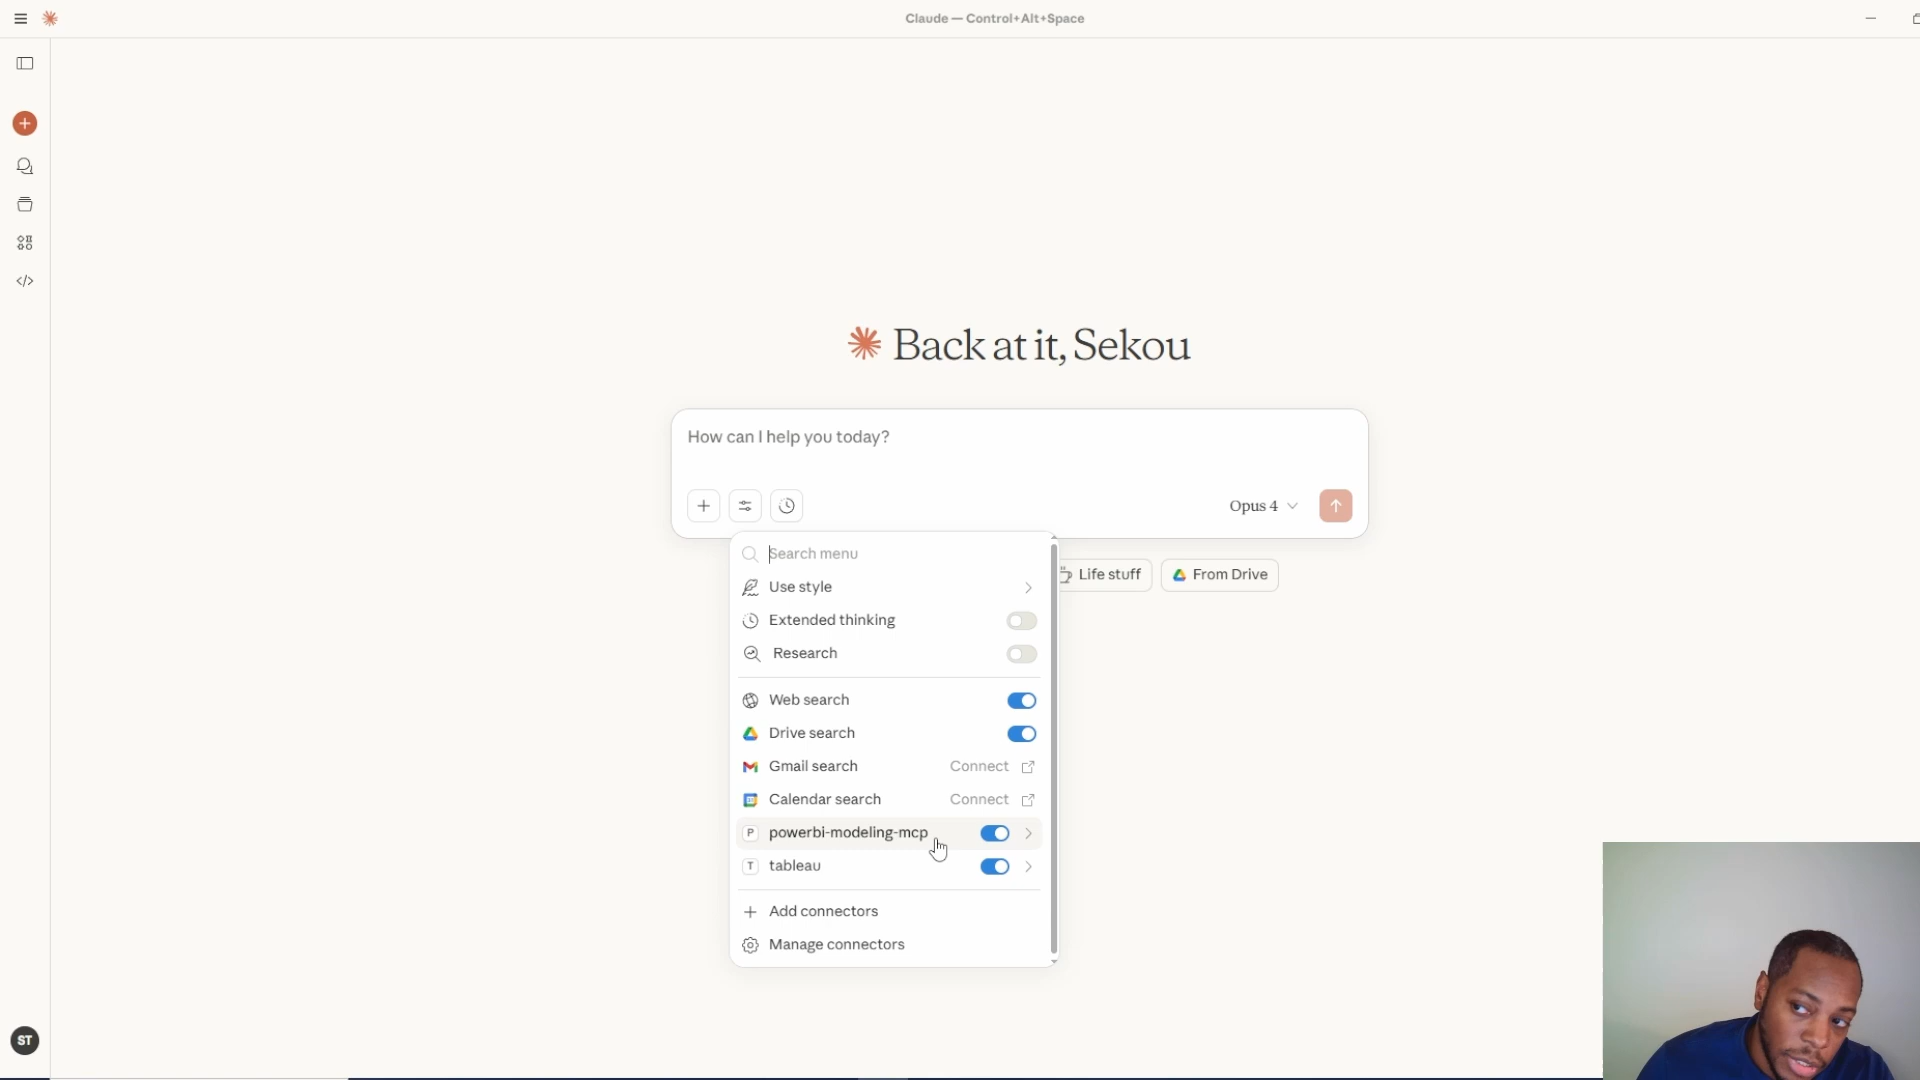 Claude — Control+Alt+Space
Back at it, Sekou
How can I help you today?
Opus 4
Search menu
Life stuff
From Drive
Use style
Extended thinking
Research
Web search
Drive search
Gmail search Connect
Calendar search Connect
P powerbi-modeling-mcp
T tableau
Add connectors
Manage connectors
ST